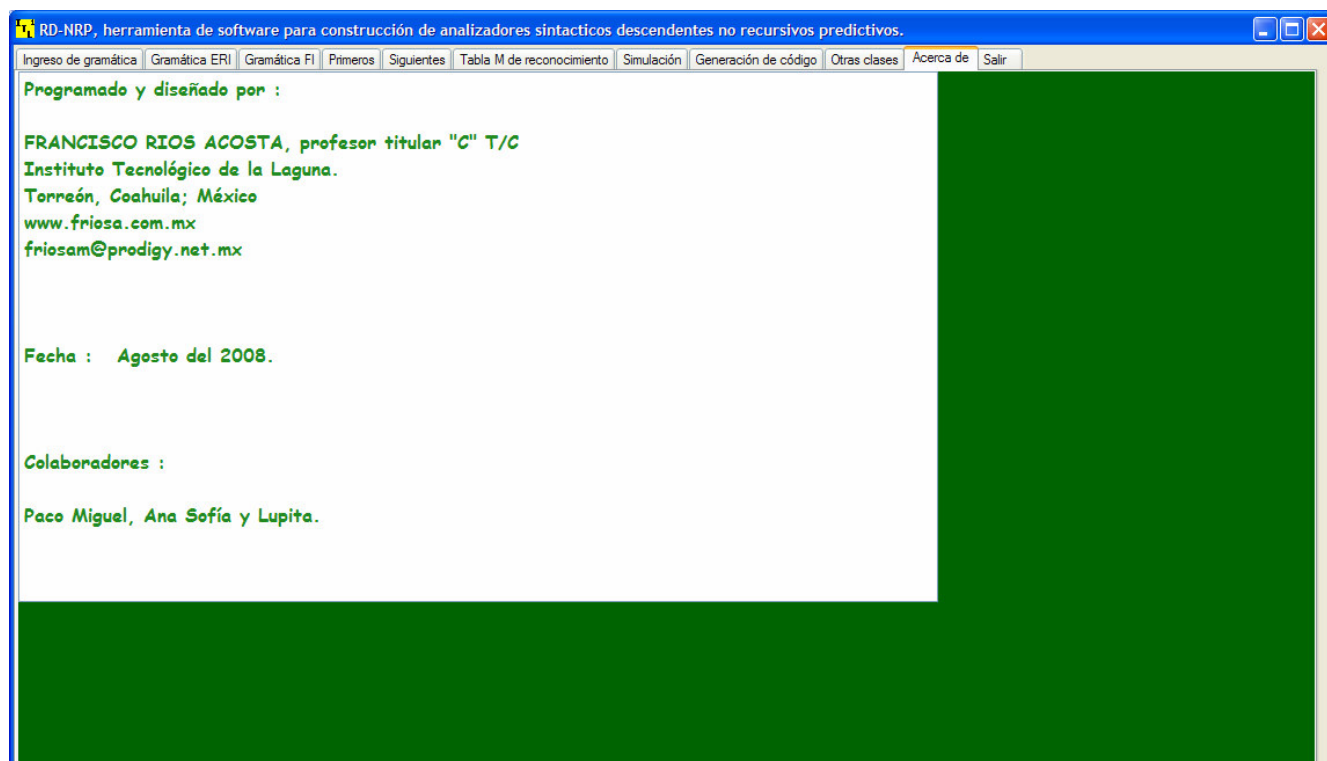 RD-NRP, herramienta de software para construcción de analizadores sintacticos descendentes no recursivos predictivos.
Ingreso de gramática Gramática ERI Gramática FI Primeros Siguientes Tabla M de reconocimiento Simulación Generación de código Otras clases Acerca de Salir
Programado y diseñado por :
FRANCISCO RIOS ACOSTA, profesor titular "C" T/C
Instituto Tecnológico de la Laguna.
Torreón, Coahuila; México
www.friosa.com.mx
friosam@prodigy.net.mx
Fecha : Agosto del 2008.
Colaboradores :
Paco Miguel, Ana Sofía y Lupita.